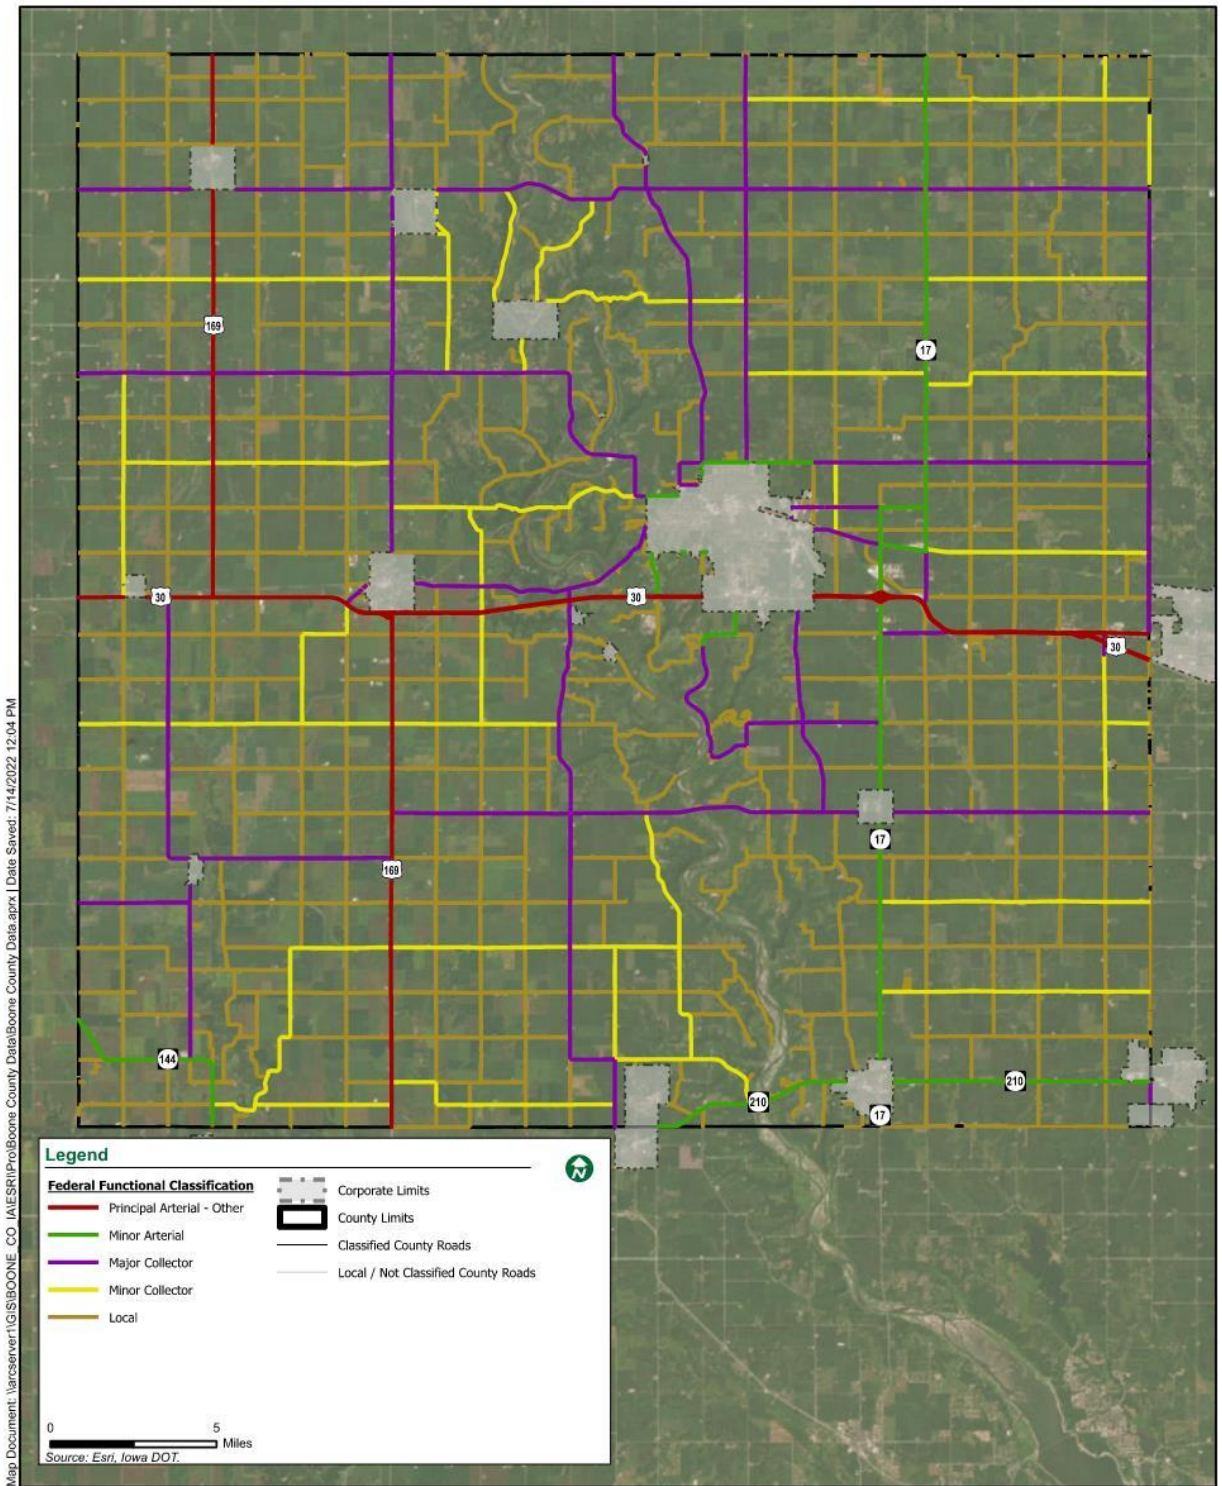 169
17
30
30
30
17
169
144
210
210
17
Legend
Federal Functional Classification
Principal Arterial - Other
Minor Arterial
Major Collector
Minor Collector
Local
Corporate Limits
County Limits
Classified County Roads
Local / Not Classified County Roads
N
0 5 Miles
Source: Esri, Iowa DOT.
Map Document: \\arcserver1\GIS\BOONE_CO_IA\ESRI\Pro\Boone County Data\Boone County Data.aprx | Date Saved: 7/14/2022 12:04 PM